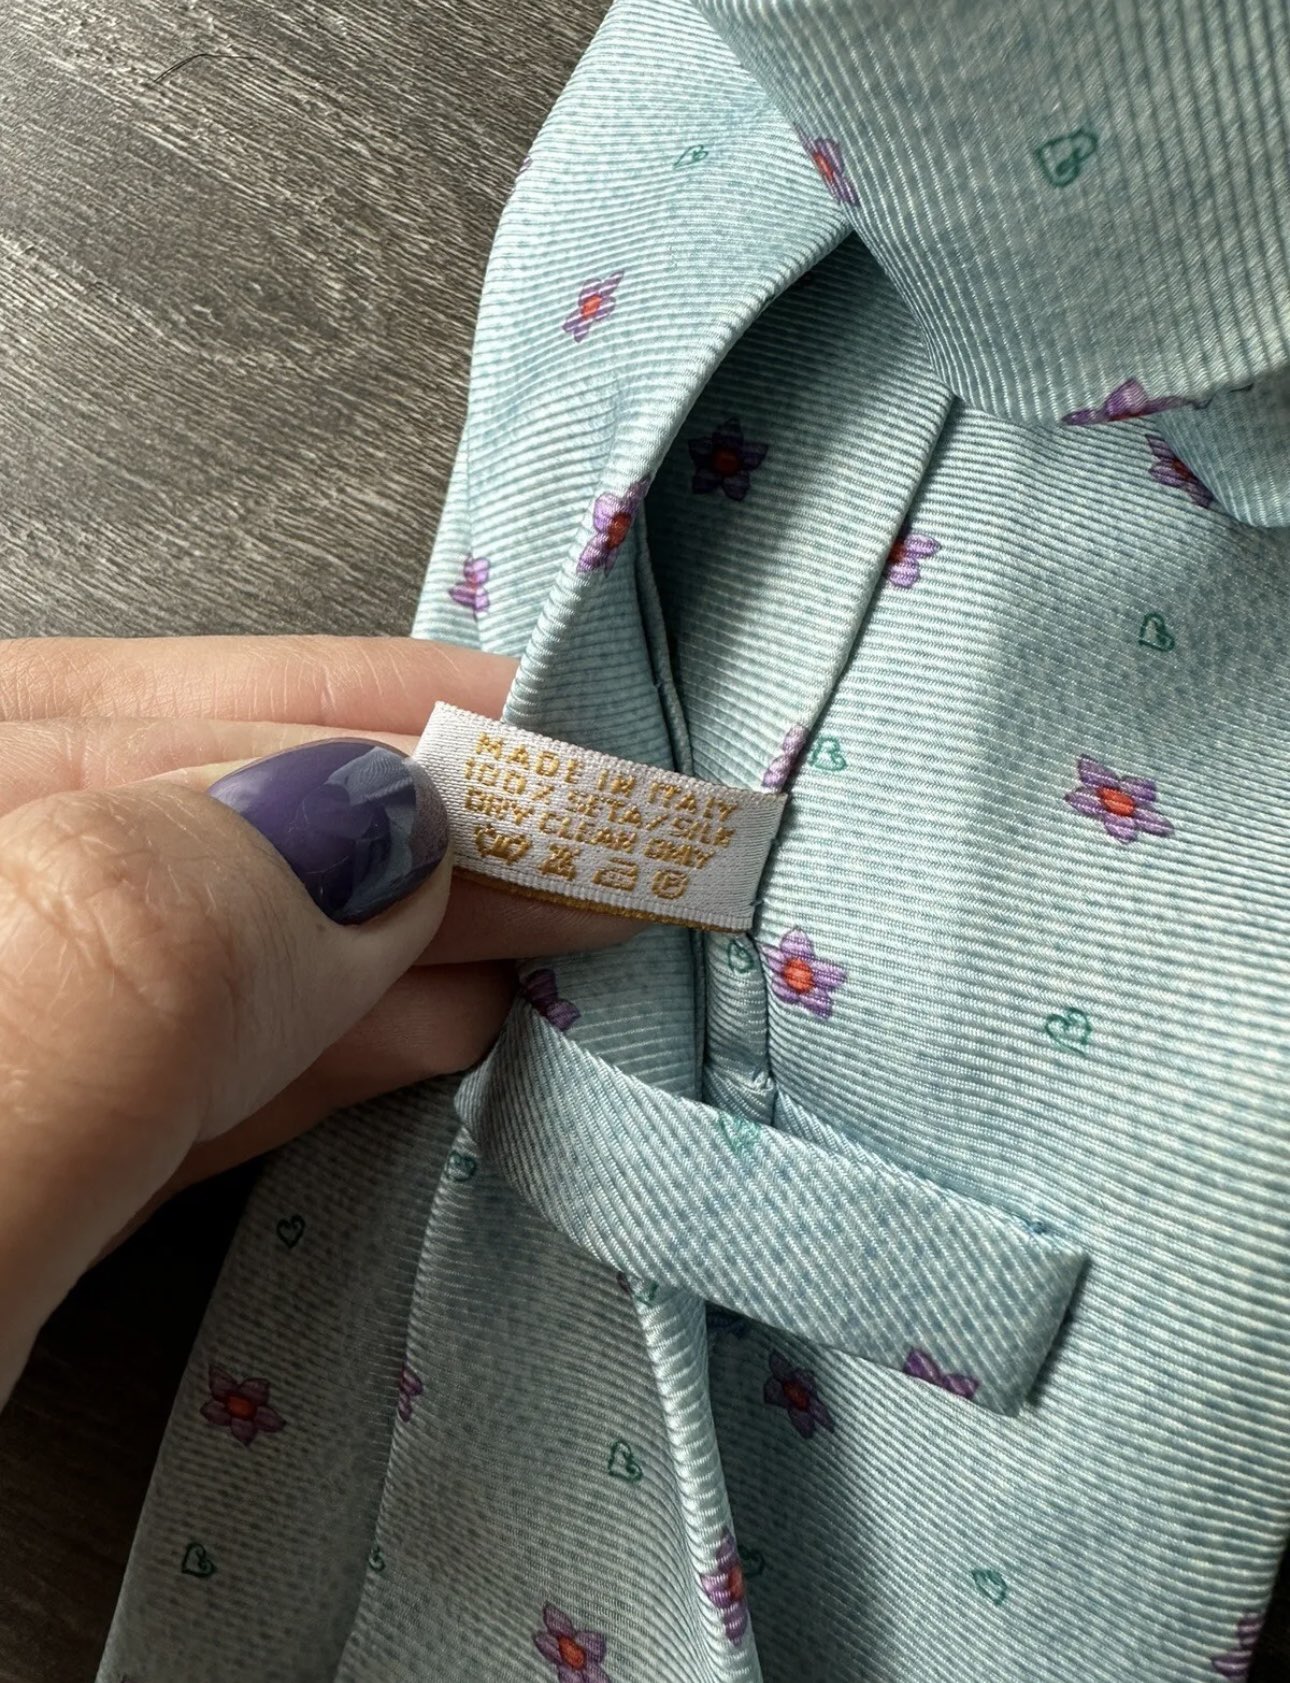 MADE IN ITALY
100% SETA/SILK
DRY CLEAN ONLY
P